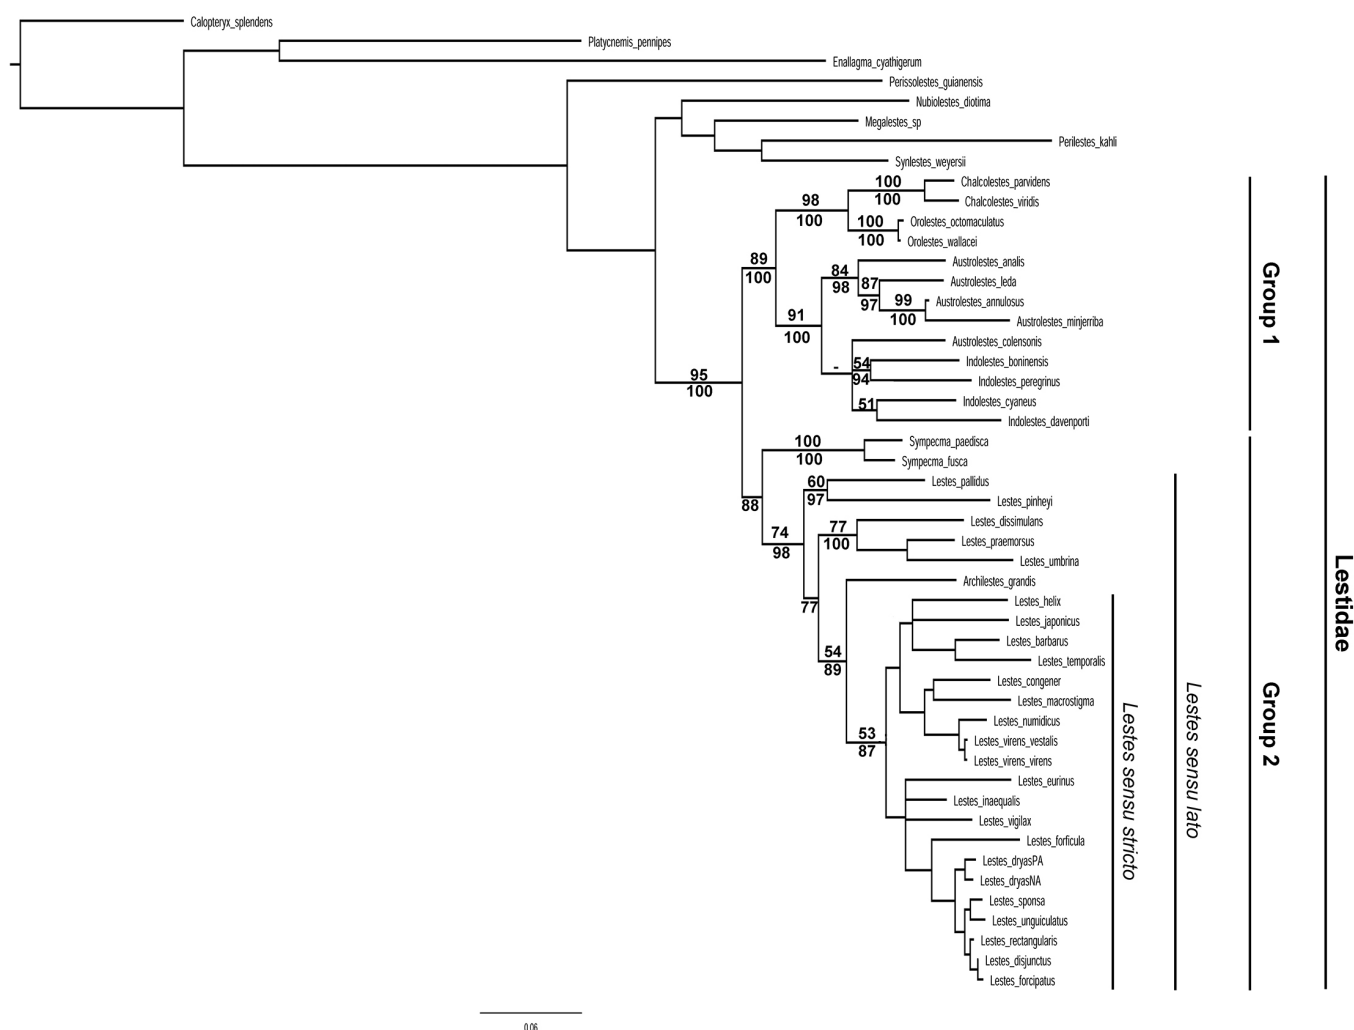 Calopteryx_splendens
Platycnemis_pennipes
Enallagma_cyathigerum
Perissolestes_guianensis
Nubiolestes_diotima
Megalestes_sp
Perilestes_kahli
Synlestes_weyersii
100
Chalcolestes_parvidens
98
100
Chalcolestes_viridis
100
100
Orolestes_octomaculatus
100
Orolestes_wallacei
89
100
84
Austrolestes_analis
98
87
Austrolestes_leda
97
99
Austrolestes_annulosus
91
100
Austrolestes_minjerriba
100
Austrolestes_colensonis
-
54
Indolestes_boninensis
94
Indolestes_peregrinus
95
100
51
Indolestes_cyaneus
Indolestes_davenporti
100
Sympecma_paedisca
100
Sympecma_fusca
60
Lestes_pallidus
88
97
Lestes_pinheyi
74
98
77
Lestes_dissimulans
100
Lestes_praemorsus
Lestes_umbrina
Archilestes_grandis
77
Lestes_helix
Lestes_japonicus
54
Lestes_barbarus
89
Lestes_temporalis
Lestes_congener
Lestes_macrostigma
53
Lestes_numidicus
87
Lestes_virens_vestalis
Lestes_virens_virens
Lestes_eurinus
Lestes_inaequalis
Lestes_vigilax
Lestes_forficula
Lestes_dryasPA
Lestes_dryasNA
Lestes_sponsa
Lestes_unguiculatus
Lestes_rectangularis
Lestes_disjunctus
Lestes_forcipatus
Lestes sensu stricto
Lestes sensu lato
Group 1
Group 2
Lestidae
0.06